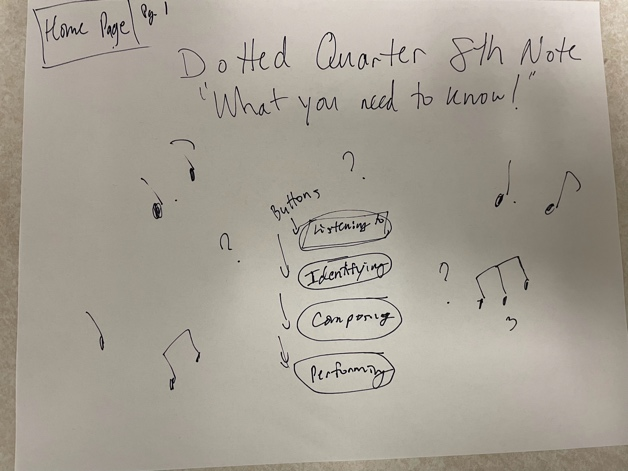 Home Page
Pg. 1
Dotted Quarter 8th Note
"What you need to know!"
?
Buttons
Listening to
?
Identifying
?
Composing
3
Performing